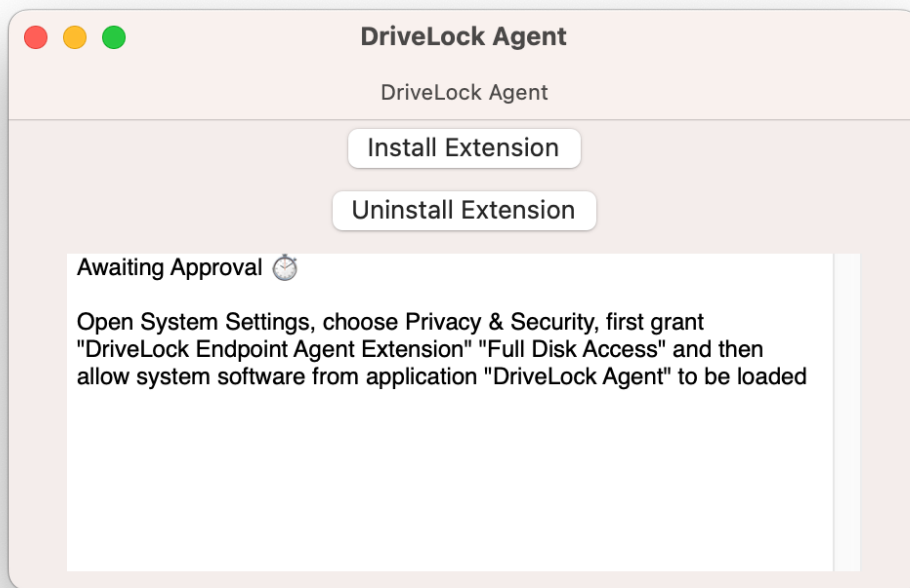 DriveLock Agent
DriveLock Agent
Install Extension
Uninstall Extension
Awaiting Approval ⏱️
Open System Settings, choose Privacy & Security, first grant
"DriveLock Endpoint Agent Extension" "Full Disk Access" and then
allow system software from application "DriveLock Agent" to be loaded